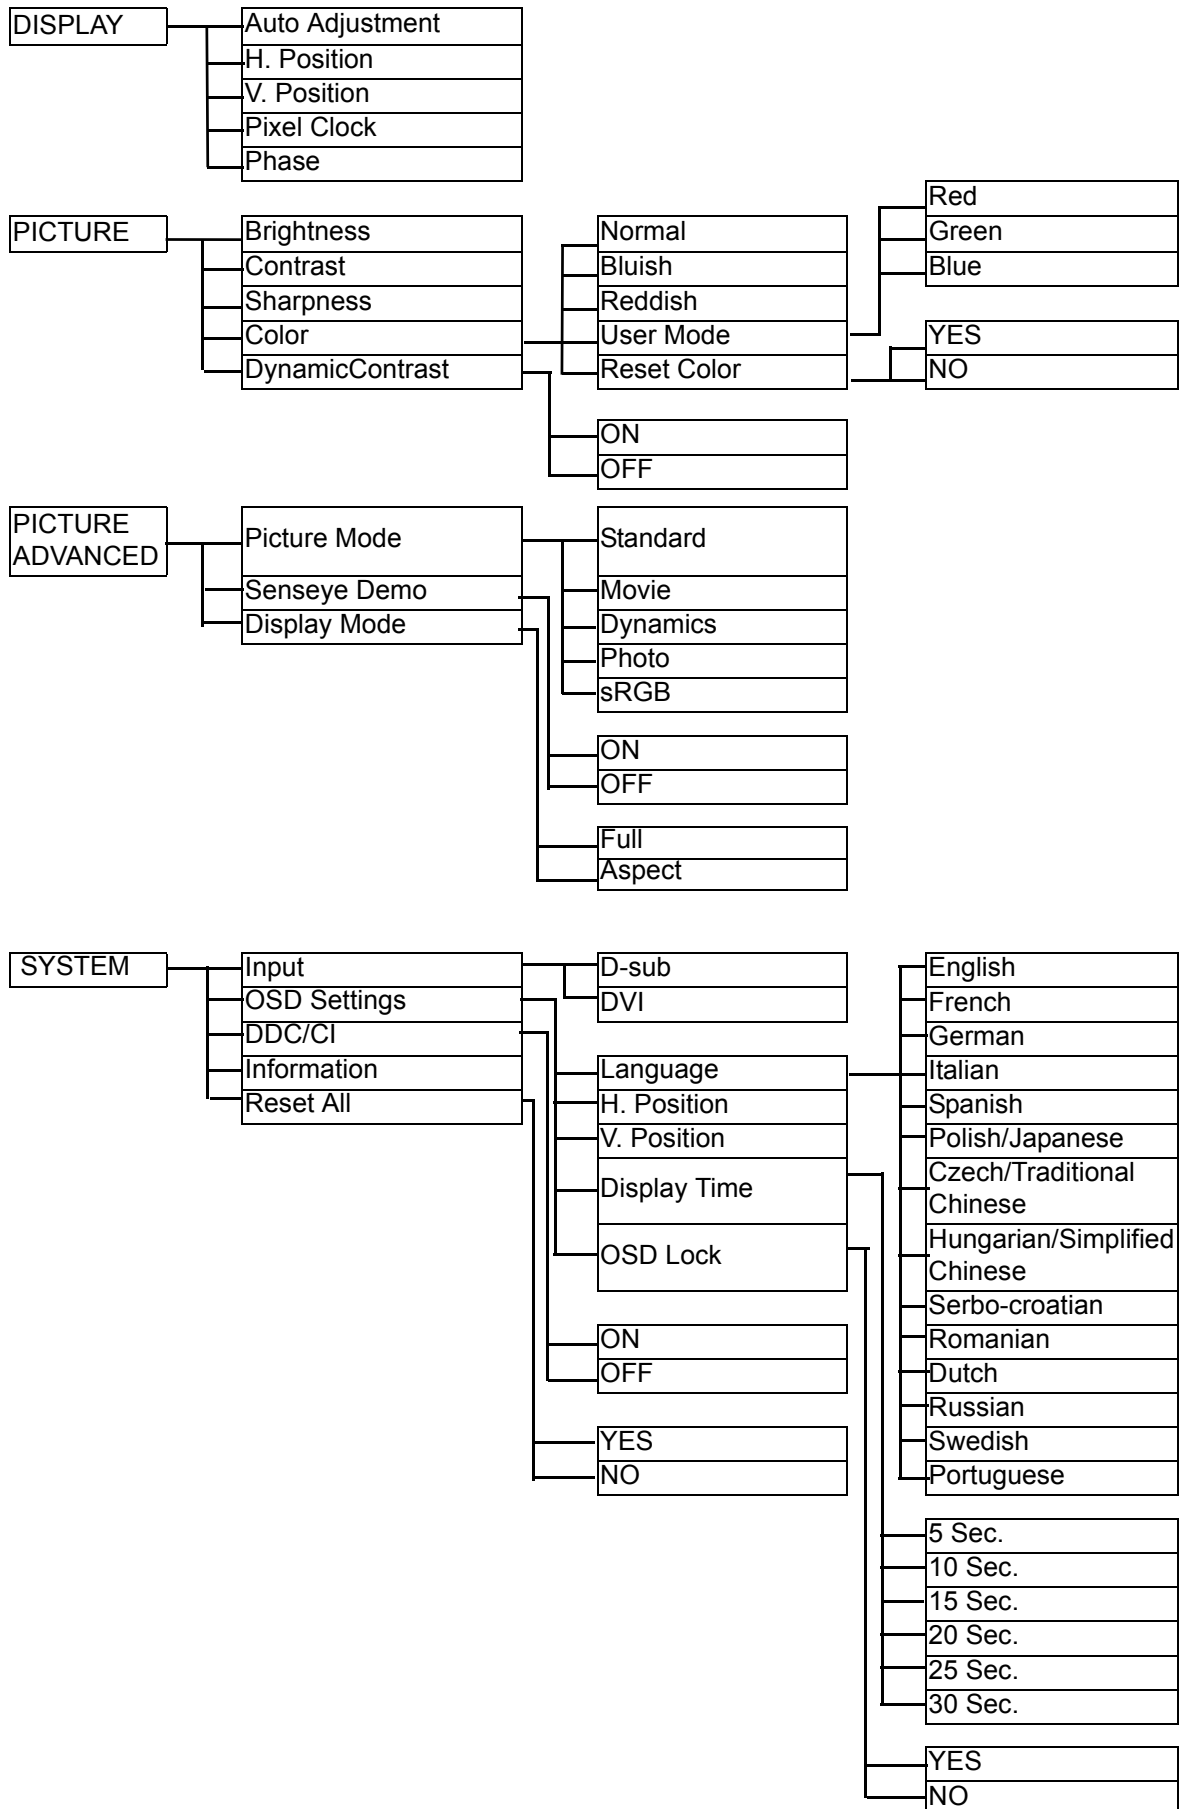 DISPLAY
Auto Adjustment
H. Position
V. Position
Pixel Clock
Phase
PICTURE
Brightness
Contrast
Sharpness
Color
DynamicContrast
Normal
Bluish
Reddish
User Mode
Reset Color
Red
Green
Blue
YES
NO
ON
OFF
PICTURE
ADVANCED
Picture Mode
Senseye Demo
Display Mode
Standard
Movie
Dynamics
Photo
sRGB
ON
OFF
Full
Aspect
SYSTEM
Input
OSD Settings
DDC/CI
Information
Reset All
D-sub
DVI
Language
H. Position
V. Position
Display Time
OSD Lock
ON
OFF
YES
NO
English
French
German
Italian
Spanish
Polish/Japanese
Czech/Traditional
Chinese
Hungarian/Simplified
Chinese
Serbo-croatian
Romanian
Dutch
Russian
Swedish
Portuguese
5 Sec.
10 Sec.
15 Sec.
20 Sec.
25 Sec.
30 Sec.
YES
NO